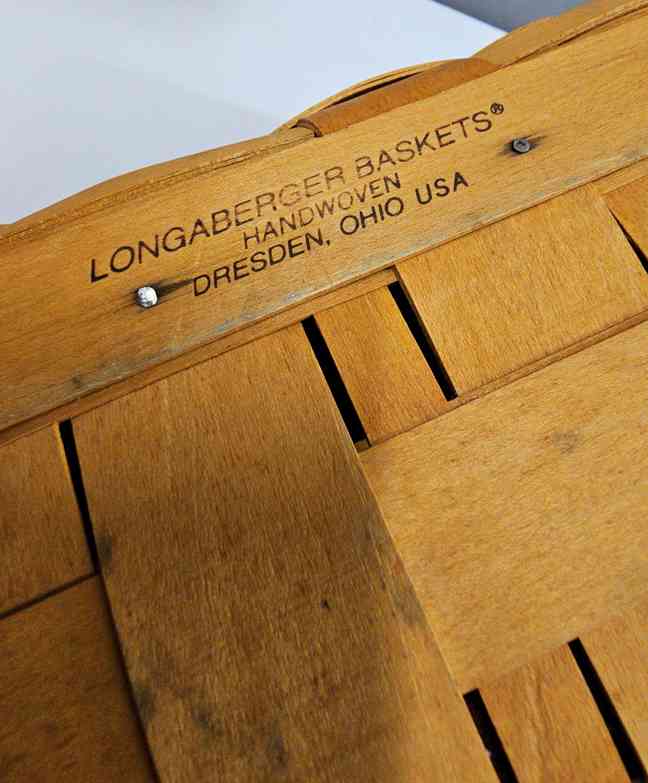 LONGABERGER BASKETS®
HANDWOVEN
DRESDEN, OHIO USA